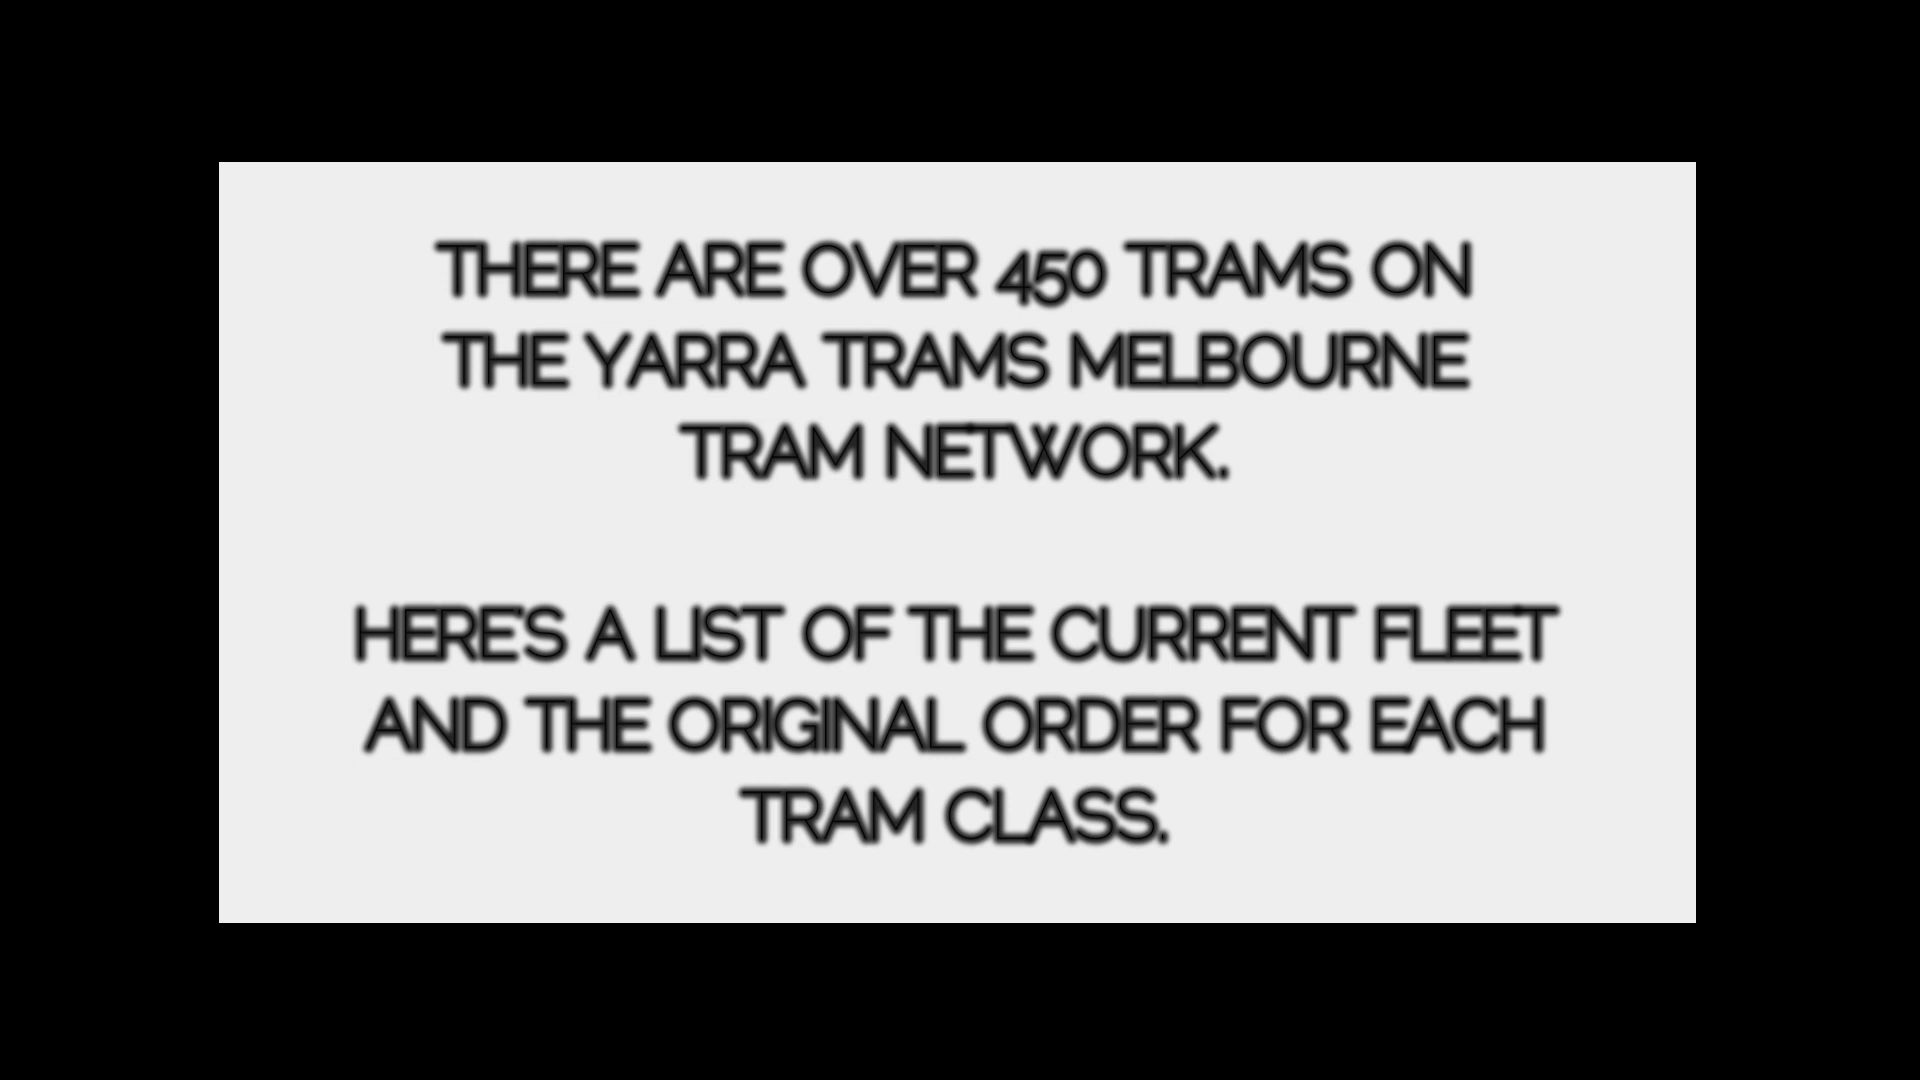 THERE ARE OVER 450 TRAMS ON
THE YARRA TRAMS MELBOURNE
TRAM NETWORK.
HERE'S A LIST OF THE CURRENT FLEET
AND THE ORIGINAL ORDER FOR EACH
TRAM CLASS.